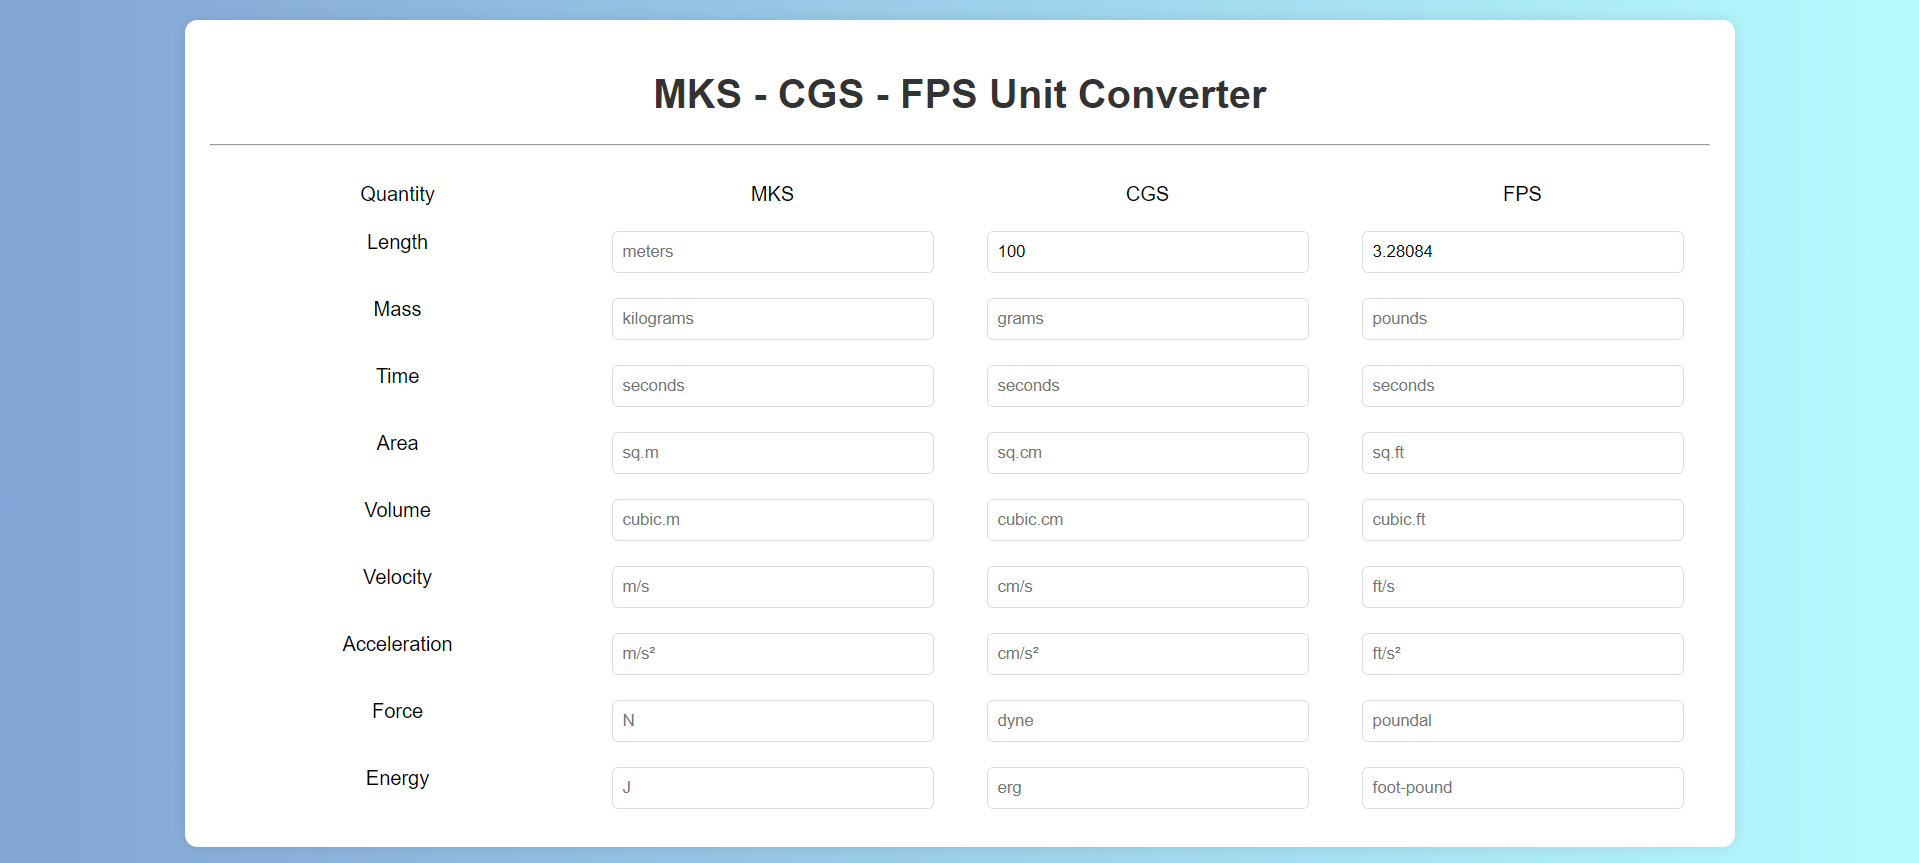 MKS - CGS - FPS Unit Converter
Quantity MKS CGS FPS
Length meters 100 3.28084
Mass kilograms grams pounds
Time seconds seconds seconds
Area sq.m sq.cm sq.ft
Volume cubic.m cubic.cm cubic.ft
Velocity m/s cm/s ft/s
Acceleration m/s² cm/s² ft/s²
Force N dyne poundal
Energy J erg foot-pound